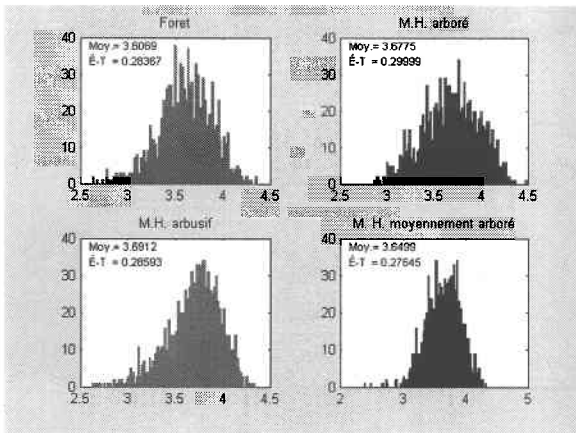 Foret
Moy.= 3.6069
É-T = 0.28367
40
30
20
10
0
2.5 3 3.5 4 4.5
M.H. arboré
Moy.= 3.6775
É-T = 0.29999
40
30
20
10
0
2.5 3 3.5 4 4.5
M.H. arbusif
Moy.= 3.6912
É-T = 0.28593
40
30
20
10
0
2.5 3 3.5 4 4.5
M. H. moyennement arboré
Moy.= 3.6499
É-T = 0.27645
40
30
20
10
0
2 3 4 5